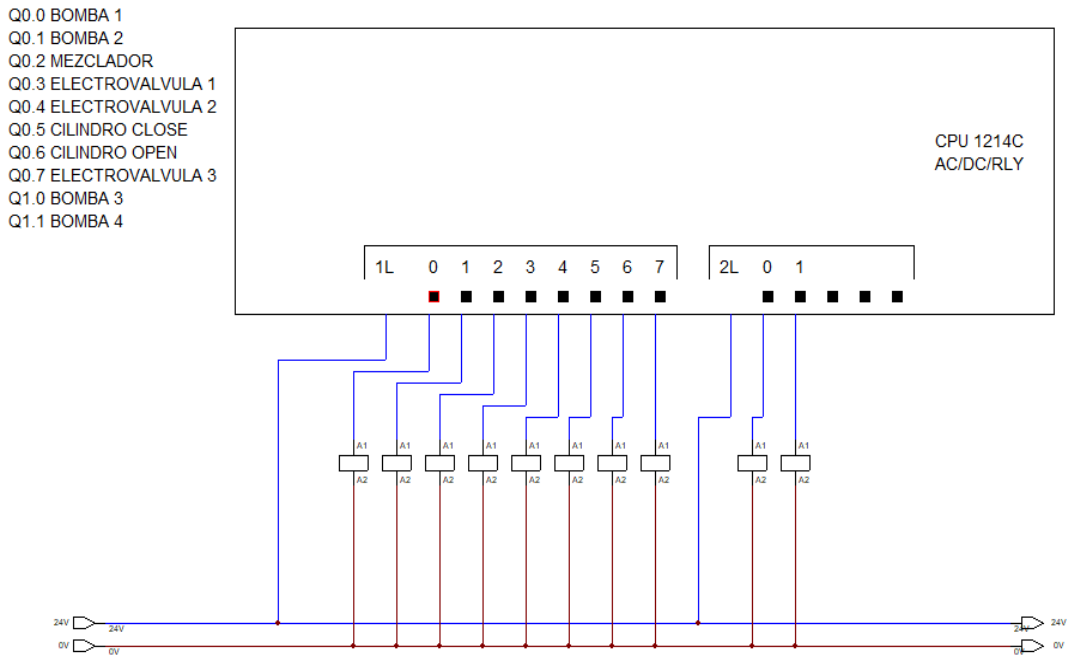 Q0.0 BOMBA 1
Q0.1 BOMBA 2
Q0.2 MEZCLADOR
Q0.3 ELECTROVALVULA 1
Q0.4 ELECTROVALVULA 2
Q0.5 CILINDRO CLOSE
Q0.6 CILINDRO OPEN
Q0.7 ELECTROVALVULA 3
Q1.0 BOMBA 3
Q1.1 BOMBA 4
CPU 1214C
AC/DC/RLY
1L 0 1 2 3 4 5 6 7 2L 0 1
A1 A1 A1 A1 A1 A1 A1 A1 A1 A1
A2 A2 A2 A2 A2 A2 A2 A2 A2 A2
24V 24V 24V 24V
0V 0V 0V 0V